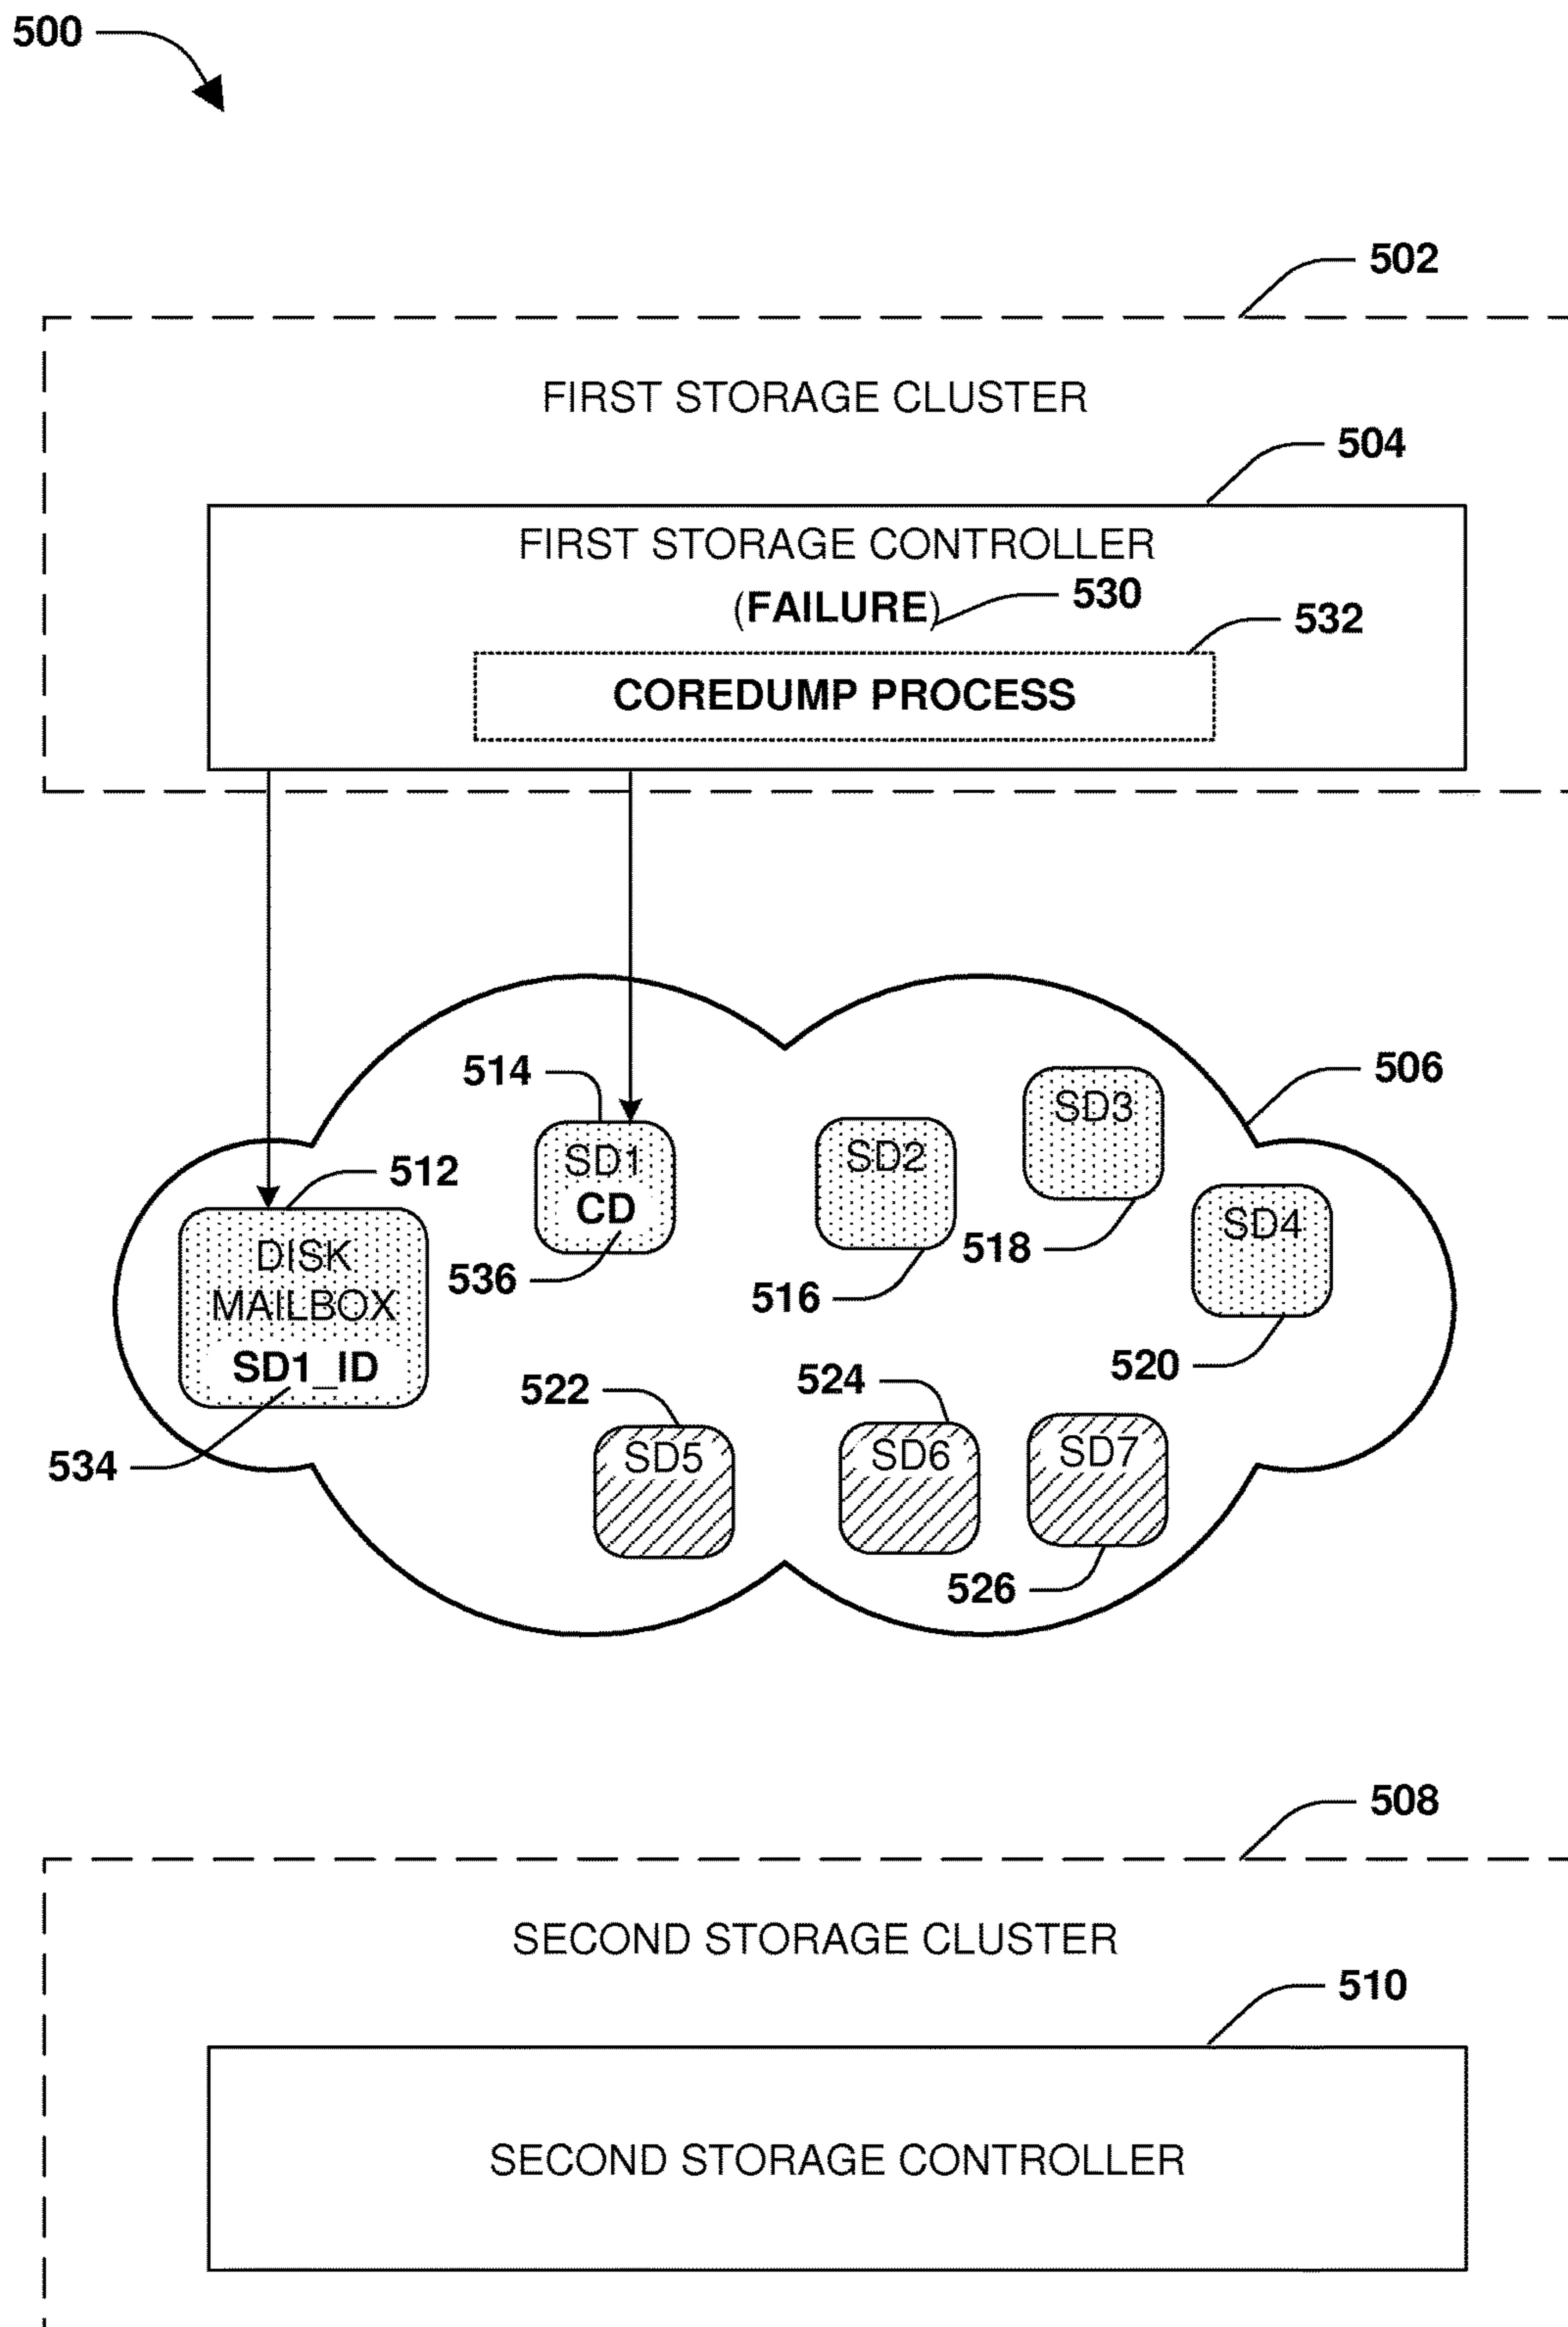 500
502
FIRST STORAGE CLUSTER
504
FIRST STORAGE CONTROLLER
(FAILURE)
530
532
COREDUMP PROCESS
506
514
SD3
SD1
CD
SD2
512
518
SD4
DISK
MAILBOX
SD1_ID
536
516
520
522
524
534
SD5
SD6
SD7
526
508
SECOND STORAGE CLUSTER
510
SECOND STORAGE CONTROLLER